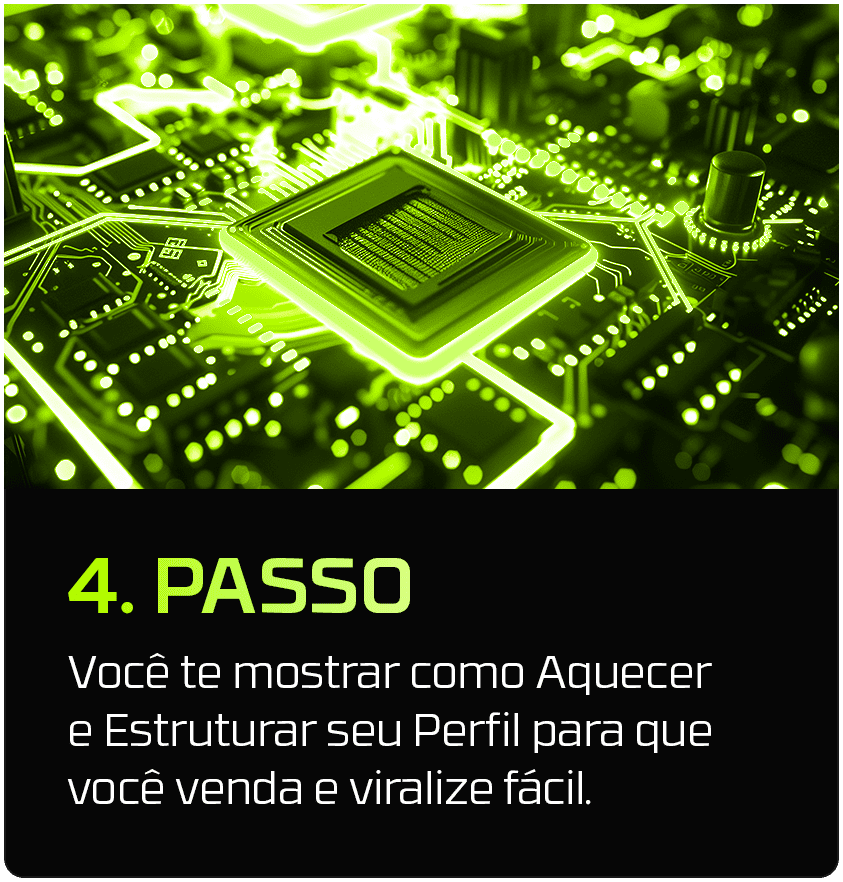 4. PASSO
Você te mostrar como Aquecer
e Estruturar seu Perfil para que
você venda e viralize fácil.